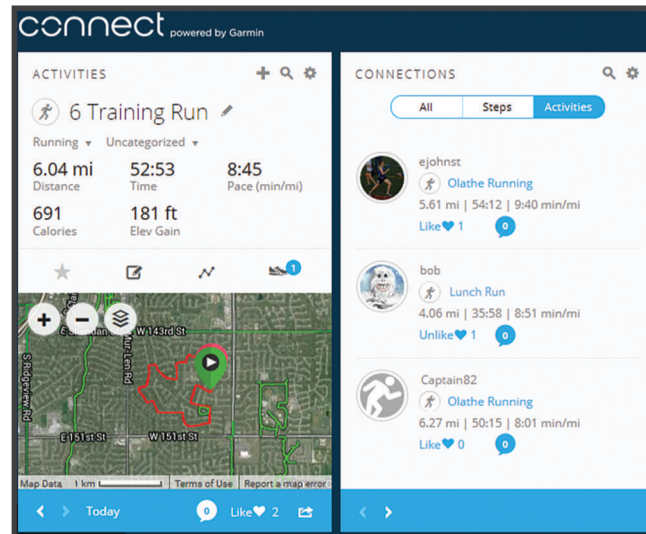 connect powered by Garmin
ACTIVITIES
6 Training Run
Running Uncategorized
6.04 mi 52:53 8:45
Distance Time Pace (min/mi)
691 181 ft
Calories Elev Gain
1
W 143rd St
S Ridgeview Rd
Mur-Len Rd
E 151st St W 151st St
Map Data 1 km Terms of Use Report a map error
Today 0 Like 2
CONNECTIONS
All Steps Activities
ejohnst
Olathe Running
5.61 mi | 54:12 | 9:40 min/mi
Like 1 0
bob
Lunch Run
4.06 mi | 35:58 | 8:51 min/mi
Unlike 1 0
Captain82
Olathe Running
6.27 mi | 50:15 | 8:01 min/mi
Like 0 0